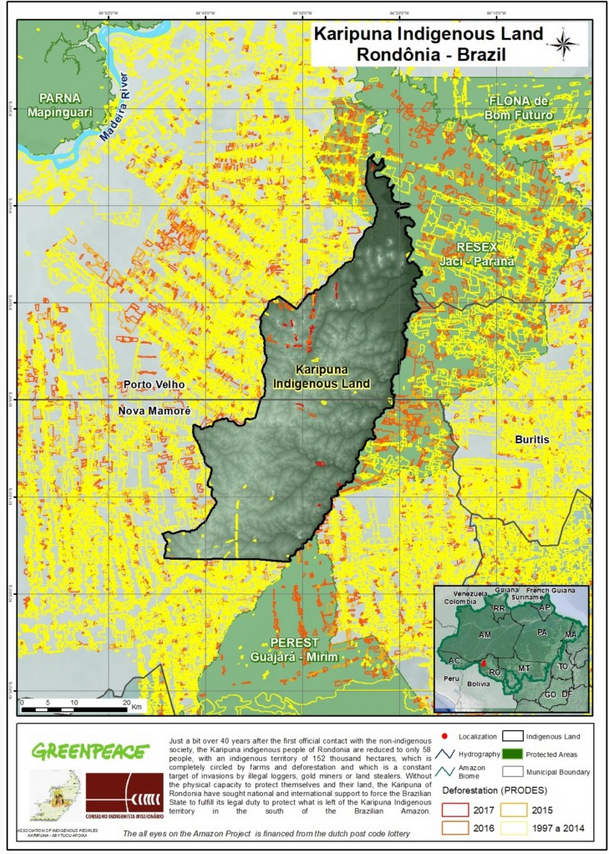 Karipuna Indigenous Land
Rondônia - Brazil
PARNA
Mapinguari
Madeira River
FLONA de
Bom Futuro
RESEX
Jaci - Paraná
Karipuna
Indigenous Land
Porto Velho
Nova Mamoré
Buritis
PEREST
Guajará - Mirim
0 5 10 20
Km
Venezuela
Guiana
French Guiana
Suriname
Colombia
RR
AP
AM
PA
MA
AC
RO
MT
TO
Peru
Bolivia
GO
DF
GREENPEACE
CONSELHO INDIGENISTA MISSIONÁRIO
ASSOCIATION OF INDIGENOUS PEOPLES
Just a bit over 40 years after the first official contact with the non-indigenous
society, the Karipuna indigenous people of Rondonia are reduced to only 58
people, with an indigenous territory of 152 thousand hectares, which is
completely circled by farms and deforestation and which is a constant
target of invasions by illegal loggers, gold miners or land stealers. Without
the physical capacity to protect themselves and their land, the Karipuna of
Rondônia have sought national and international support to force the Brazilian
State to fulfill its legal duty to protect what is left of the Karipuna Indigenous
territory in the south of the Brazilian Amazon.
The all eyes on the Amazon Project is financed from the dutch post code lottery
Localization
Indigenous Land
Hydrography
Protected Areas
Amazon
Biome
Municipal Boundary
Deforestation (PRODES)
2017
2015
2016
1997 a 2014